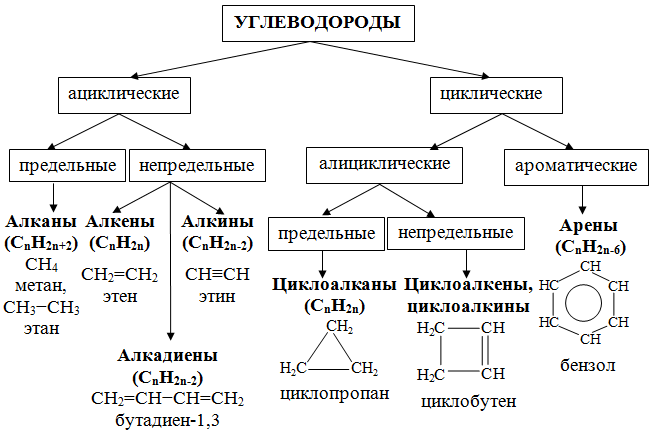 УГЛЕВОДОРОДЫ
ациклические
циклические
предельные
непредельные
алициклические
ароматические
Алканы
(CnH2n+2)
CH4
метан,
CH3−CH3
этан
Алкены
(CnH2n)
CH2=CH2
этен
Алкины
(CnH2n-2)
CH≡CH
этин
Алкадиены
(CnH2n-2)
CH2=CH−CH=CH2
бутадиен-1,3
предельные
непредельные
Циклоалканы
(CnH2n)
CH2
H2C CH2
циклопропан
Циклоалкены,
циклоалкины
H2C CH
H2C CH
циклобутен
Арены
(CnH2n-6)
CH
HC CH
HC CH
CH
бензол